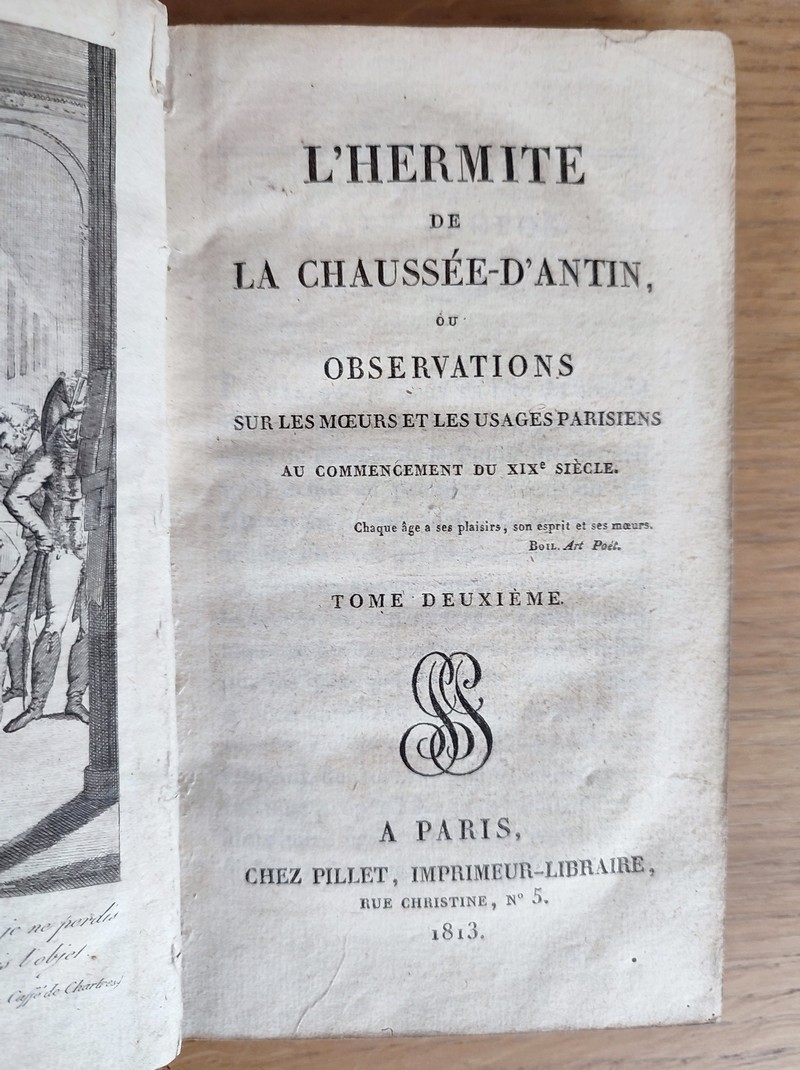 L'HERMITE
DE
LA CHAUSSÉE-D'ANTIN,
OU
OBSERVATIONS
SUR LES MŒURS ET LES USAGES PARISIENS
AU COMMENCEMENT DU XIXe SIÈCLE.
Chaque âge a ses plaisirs, son esprit et ses mœurs.
BOIL. Art Poét.
TOME DEUXIÈME.
A PARIS,
CHEZ PILLET, IMPRIMEUR-LIBRAIRE,
RUE CHRISTINE, N° 5.
1813.
je ne perdis
l'objet.
Caffé de Chartres)